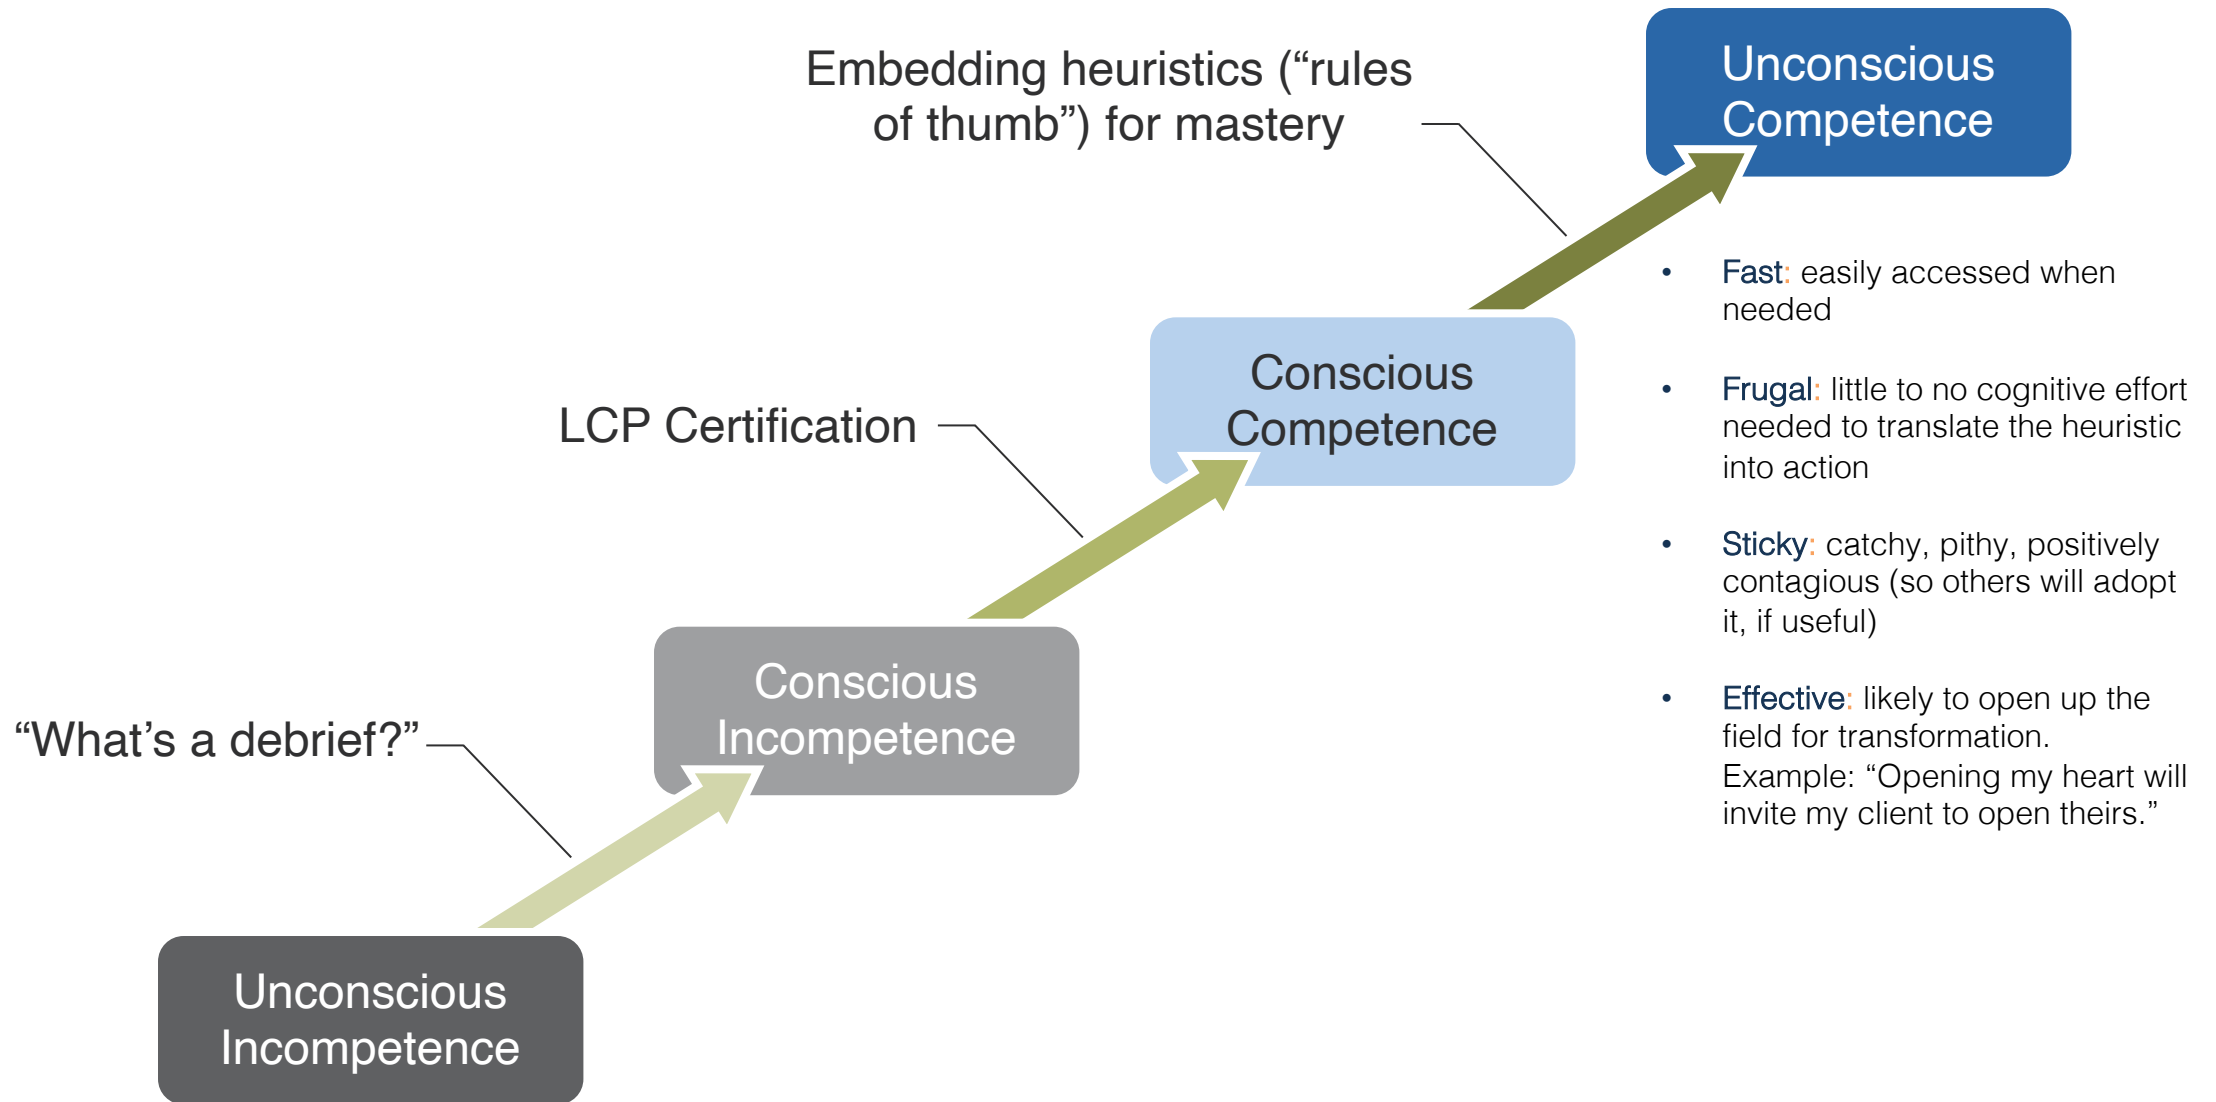 Embedding heuristics (“rules
of thumb”) for mastery
Unconscious
Competence
LCP Certification
Conscious
Competence
“What’s a debrief?”
Conscious
Incompetence
Unconscious
Incompetence
• Fast: easily accessed when
needed
• Frugal: little to no cognitive effort
needed to translate the heuristic
into action
• Sticky: catchy, pithy, positively
contagious (so others will adopt
it, if useful)
• Effective: likely to open up the
field for transformation.
Example: “Opening my heart will
invite my client to open theirs.”